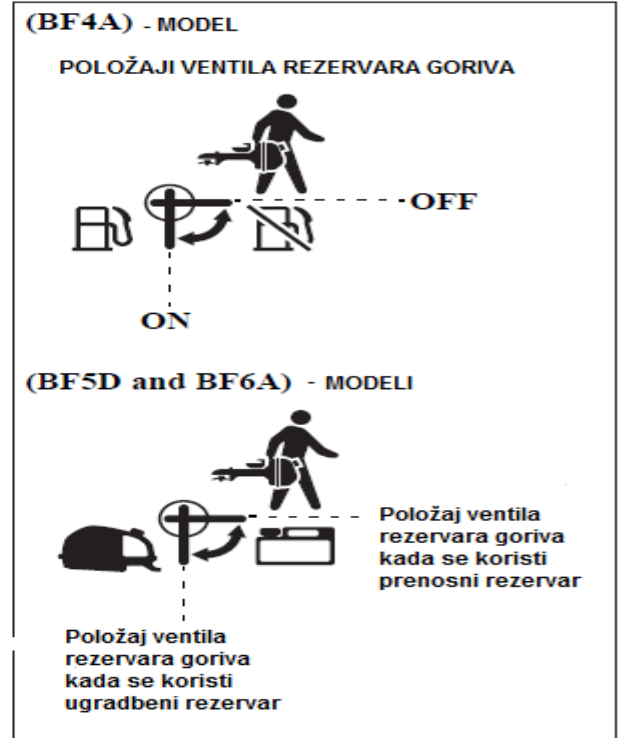 (BF4A) - MODEL
POLOŽAJI VENTILA REZERVARA GORIVA
OFF
ON
(BF5D and BF6A) - MODELI
Položaj ventila
rezervara goriva
kada se koristi
prenosni rezervar
Položaj ventila
rezervara goriva
kada se koristi
ugradbeni rezervar